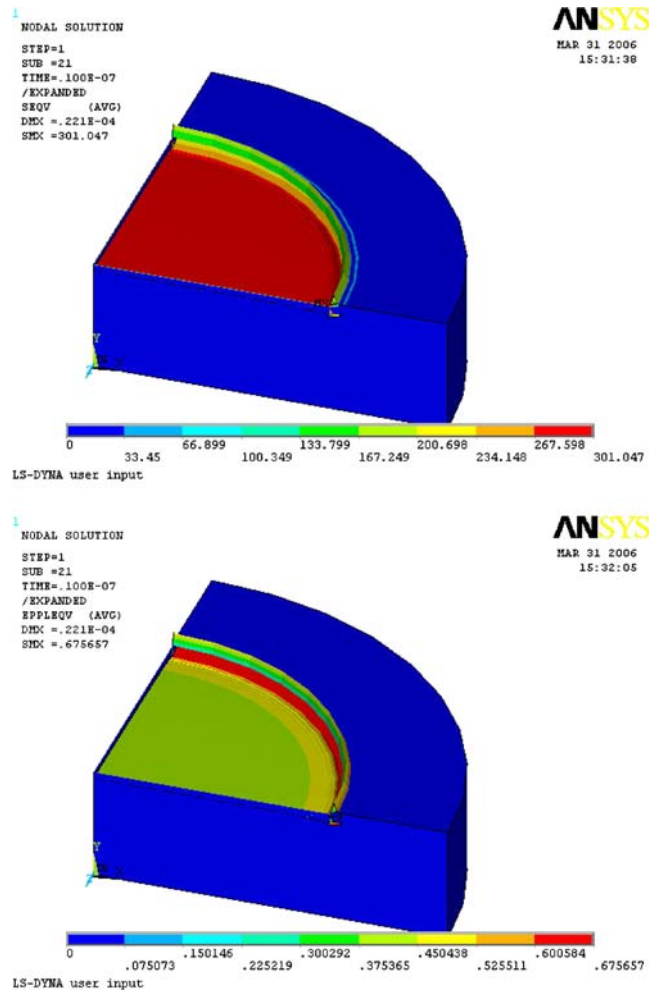 1
NODAL SOLUTION
STEP=1
SUB =21
TIME=.100E-07
/EXPANDED
SEQV (AVG)
DMX =.221E-04
SMX =301.047
ANSYS
MAR 31 2006
15:31:38
Y
0 66.899 133.799 200.698 267.598
33.45 100.349 167.249 234.148 301.047
LS-DYNA user input
1
NODAL SOLUTION
STEP=1
SUB =21
TIME=.100E-07
/EXPANDED
EPPLEQV (AVG)
DMX =.221E-04
SMX =.675657
ANSYS
MAR 31 2006
15:32:05
Y
0 .150146 .300292 .450438 .600584
.075073 .225219 .375365 .525511 .675657
LS-DYNA user input